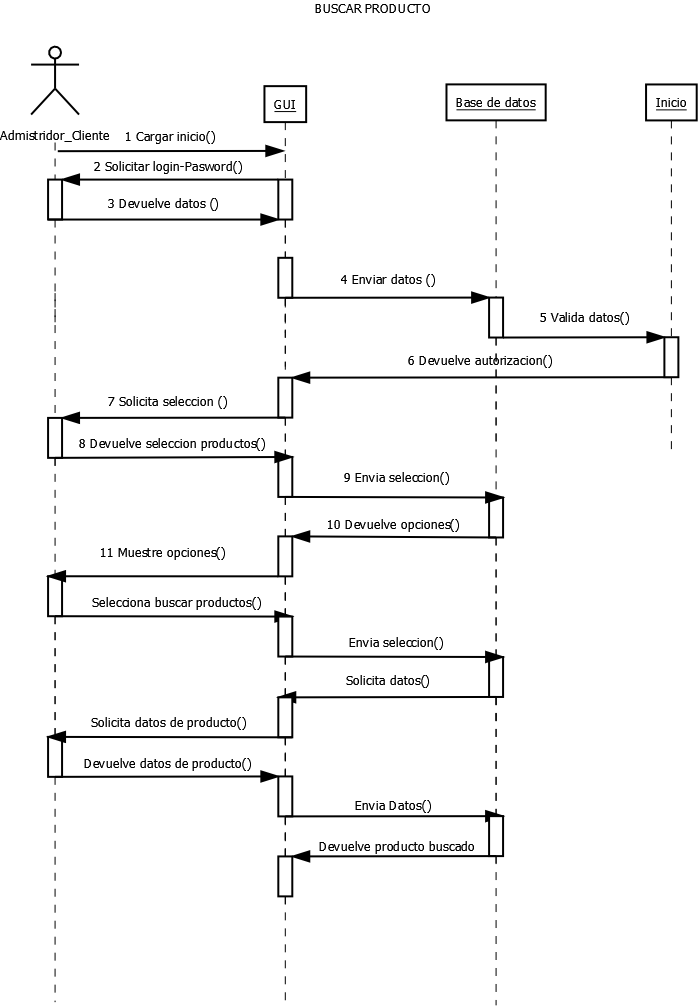 BUSCAR PRODUCTO
GUI
Base de datos
Inicio
Admistridor_Cliente
1 Cargar inicio()
2 Solicitar login-Pasword()
3 Devuelve datos ()
4 Enviar datos ()
5 Valida datos()
6 Devuelve autorizacion()
7 Solicita seleccion ()
8 Devuelve seleccion productos()
9 Envia seleccion()
10 Devuelve opciones()
11 Muestre opciones()
Selecciona buscar productos()
Envia seleccion()
Solicita datos()
Solicita datos de producto()
Devuelve datos de producto()
Envia Datos()
Devuelve producto buscado